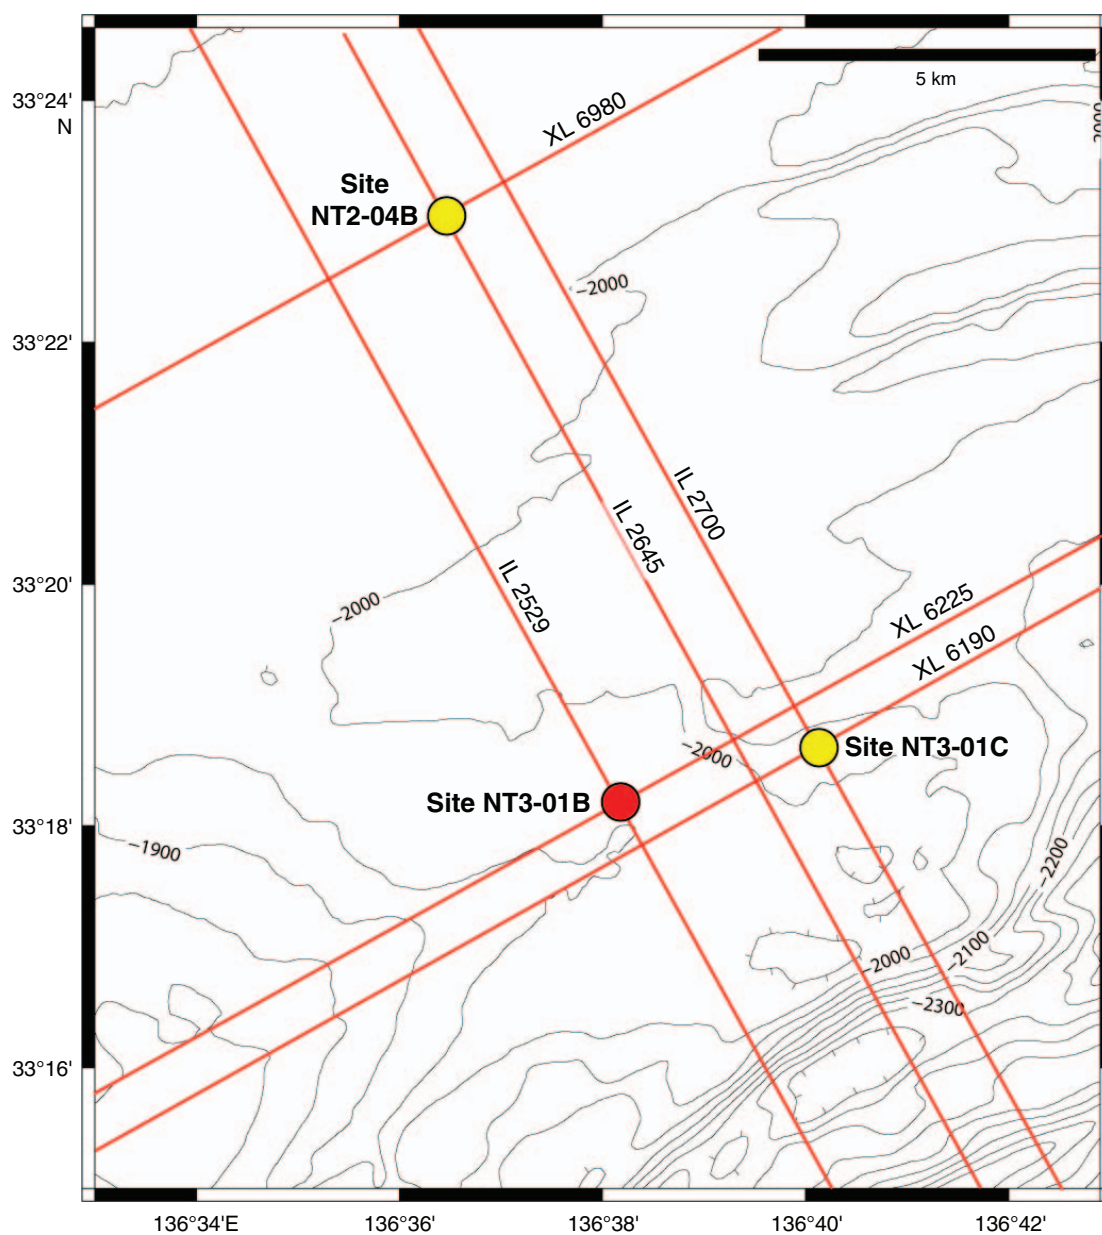 33°24'
N
5 km
XL 6980
2000
Site
NT2-04B
−2000
33°22'
IL 2700
IL 2645
33°20'
IL 2529
−2000
XL 6225
XL 6190
−2000
Site NT3-01C
Site NT3-01B
33°18'
−1900
−2200
−2100
−2000
−2300
33°16'
136°34'E
136°36'
136°38'
136°40'
136°42'